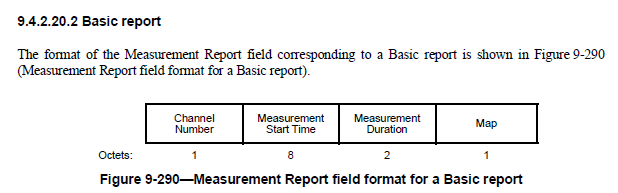 9.4.2.20.2 Basic report
The format of the Measurement Report field corresponding to a Basic report is shown in Figure 9-290
(Measurement Report field format for a Basic report).
Channel Number
Measurement Start Time
Measurement Duration
Map
Octets: 1 8 2 1
Figure 9-290—Measurement Report field format for a Basic report